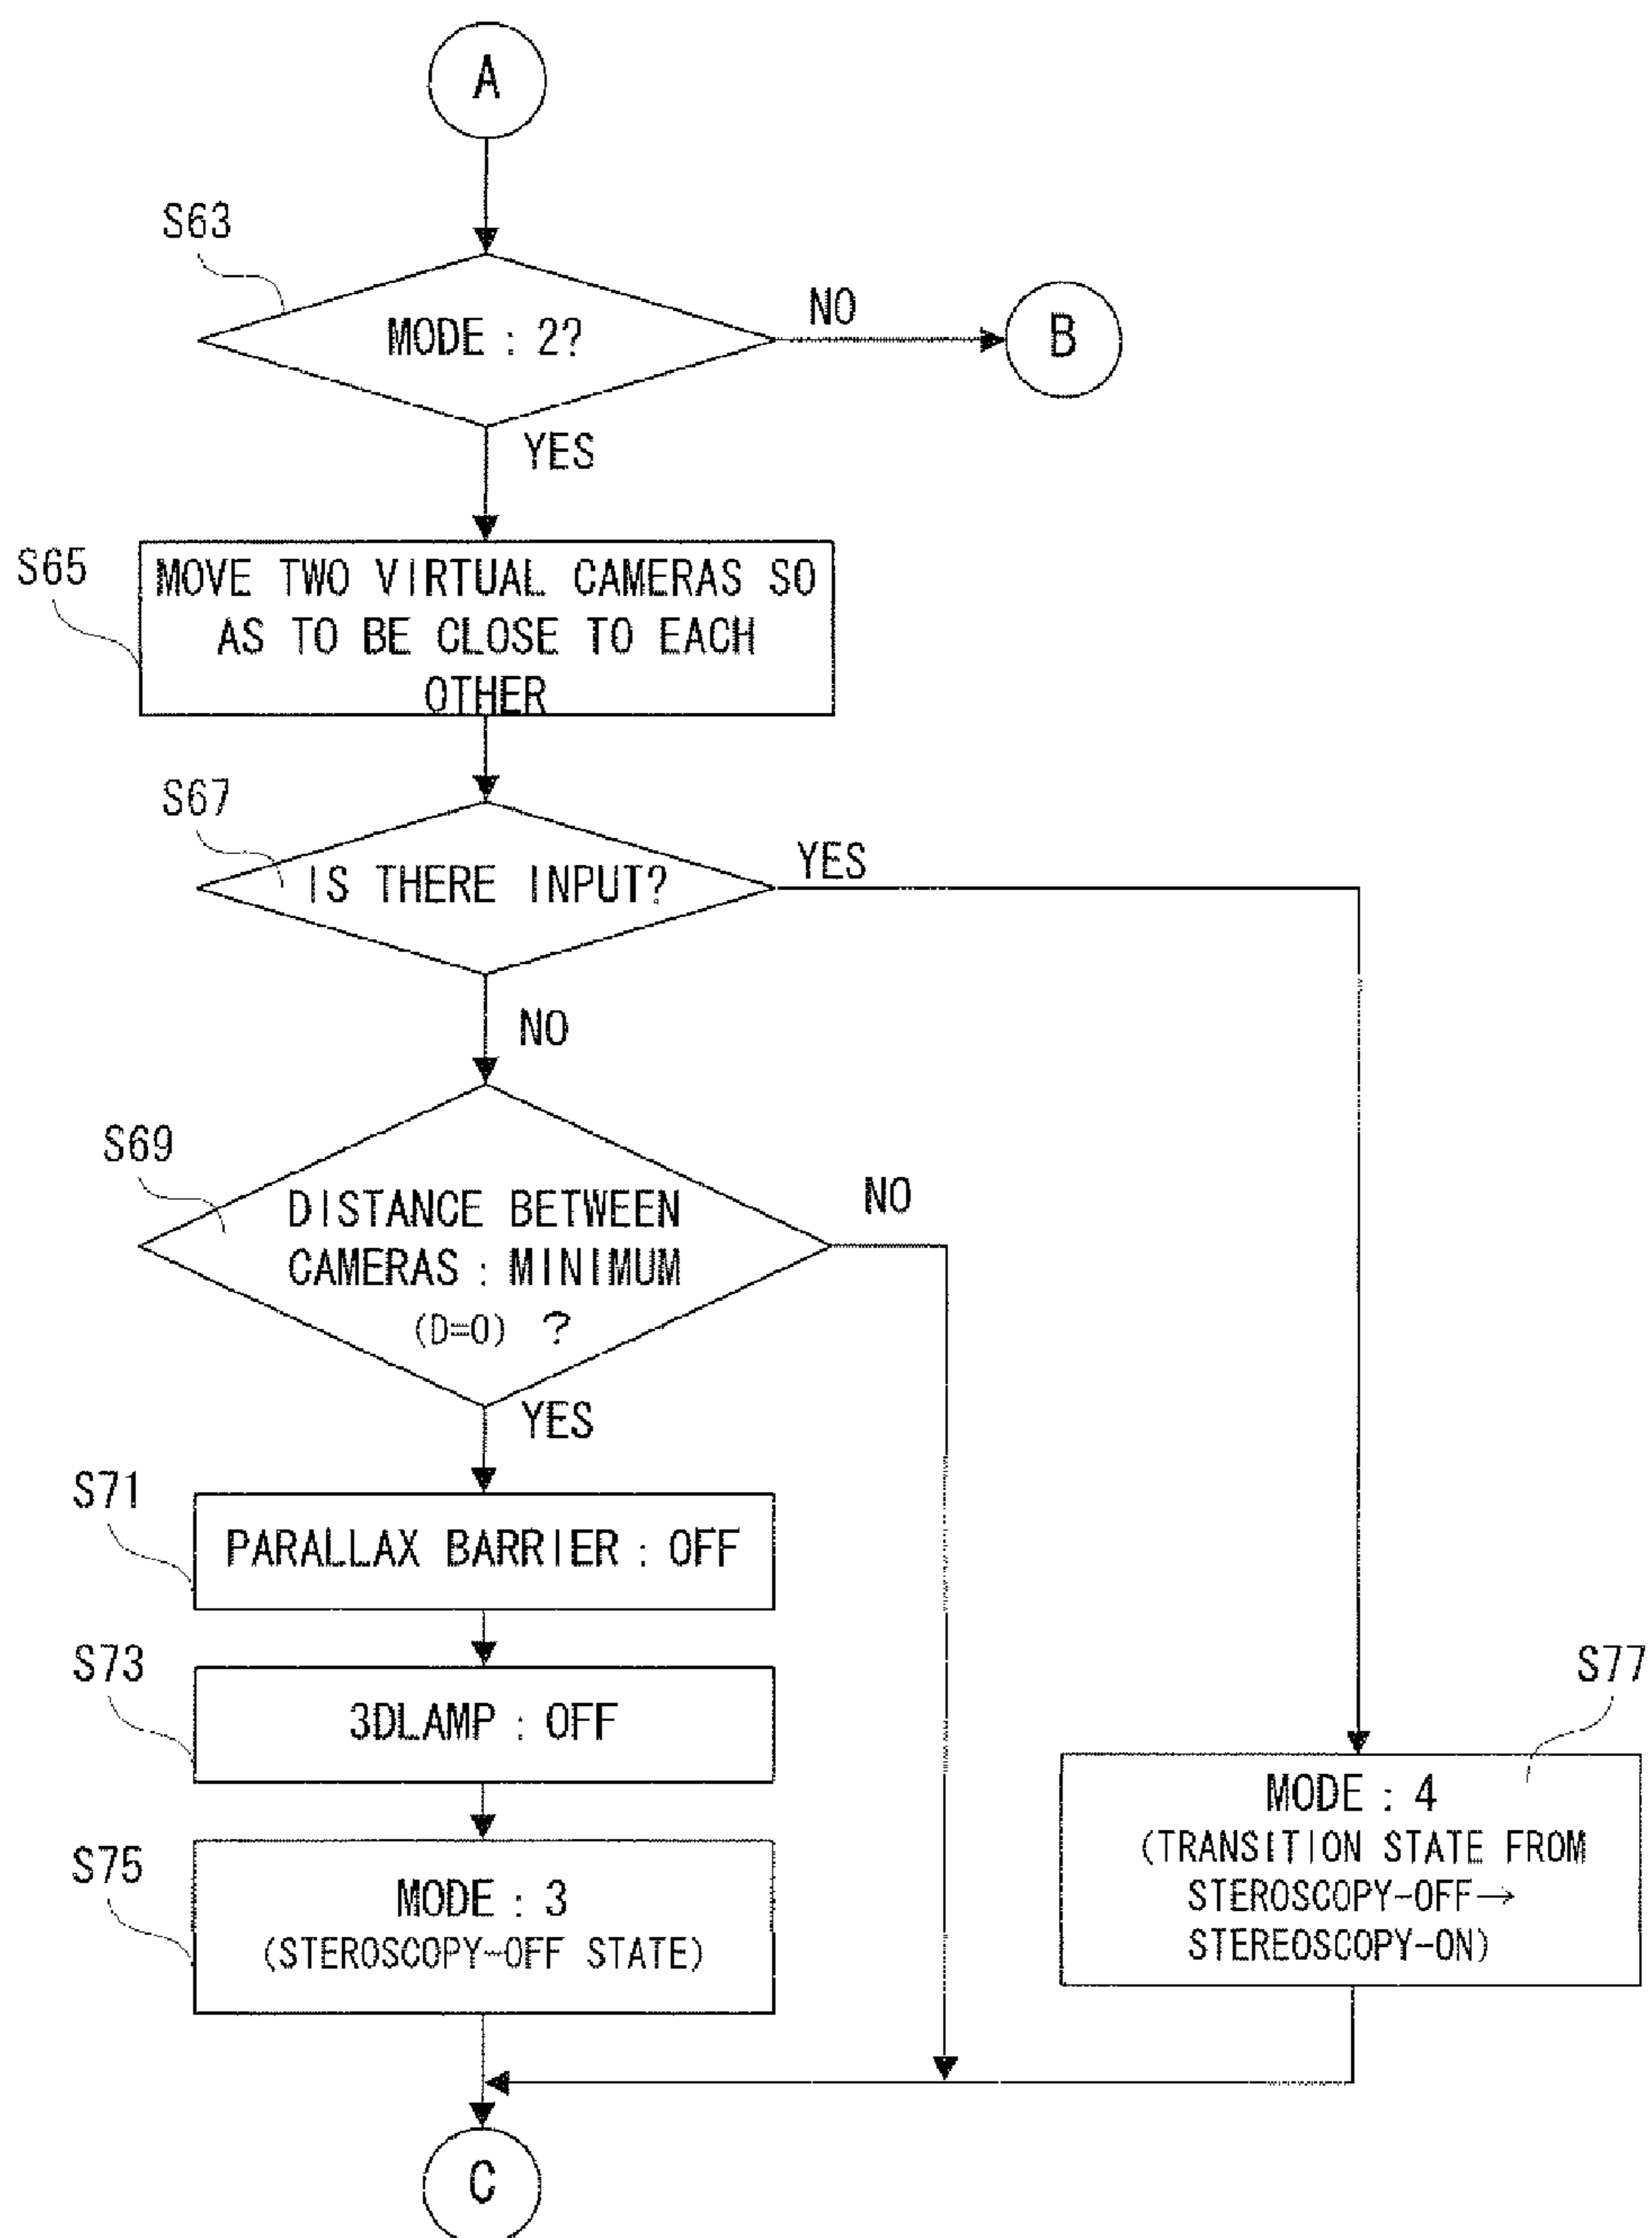 A
S63
MODE : 2?
NO
B
YES
S65
MOVE TWO VIRTUAL CAMERAS SO
AS TO BE CLOSE TO EACH
OTHER
S67
IS THERE INPUT?
YES
NO
S69
DISTANCE BETWEEN
CAMERAS : MINIMUM
(D=0) ?
NO
YES
S71
PARALLAX BARRIER : OFF
S73
3DLAMP : OFF
S77
MODE : 4
(TRANSITION STATE FROM
STEROSCOPY-OFF→
STEREOSCOPY-ON)
S75
MODE : 3
(STEROSCOPY-OFF STATE)
C